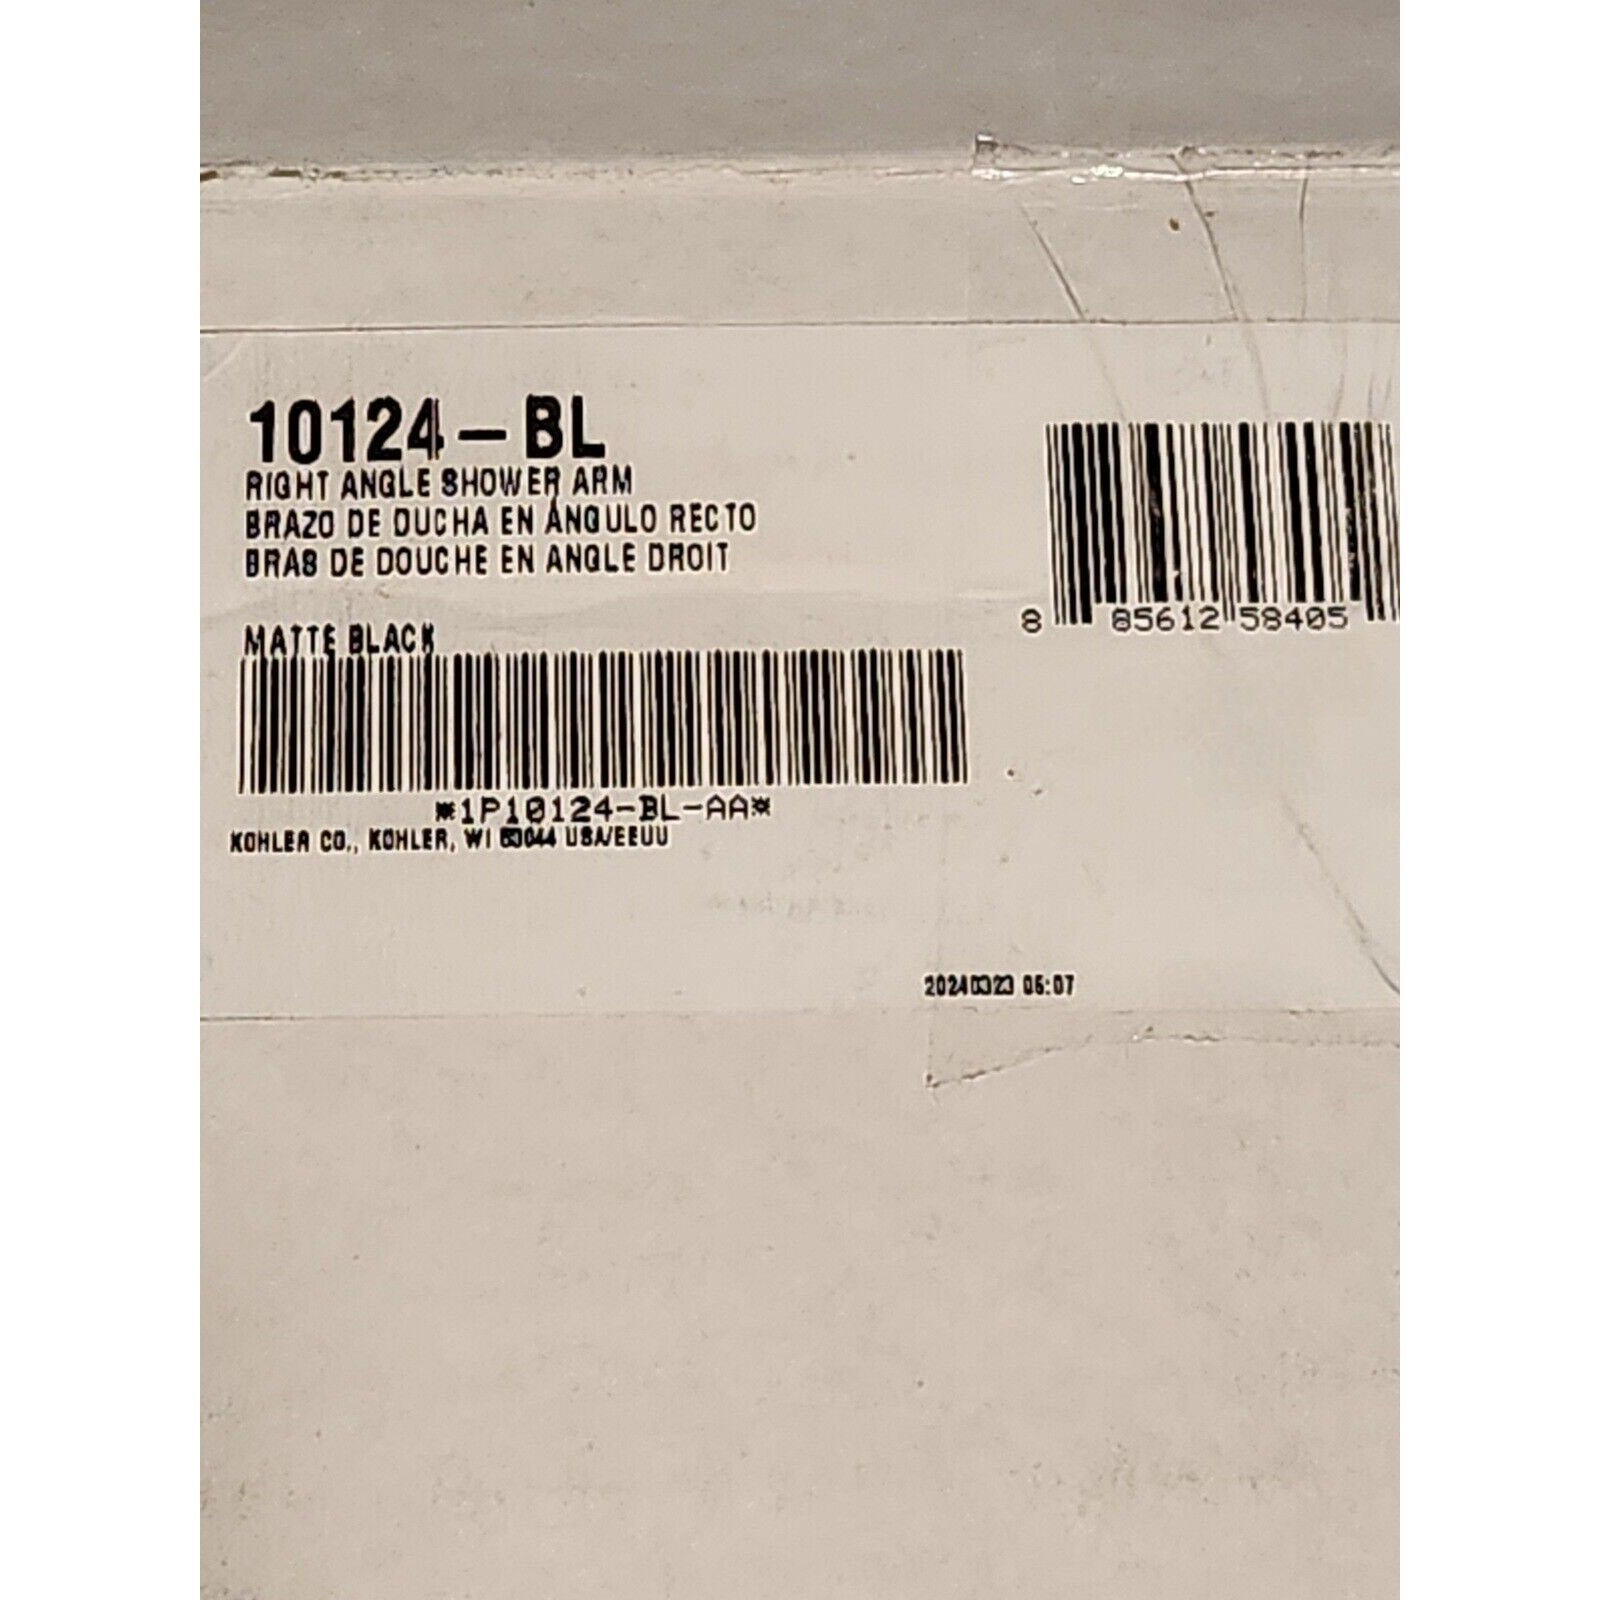 10124-BL
RIGHT ANGLE SHOWER ARM
BRAZO DE DUCHA EN ÁNGULO RECTO
BRAS DE DOUCHE EN ANGLE DROIT
MATTE BLACK
8 85612 58405
*1P10124-BL-AA*
KOHLER CO., KOHLER, WI 53044 USA/EEUU
20240323 05:07